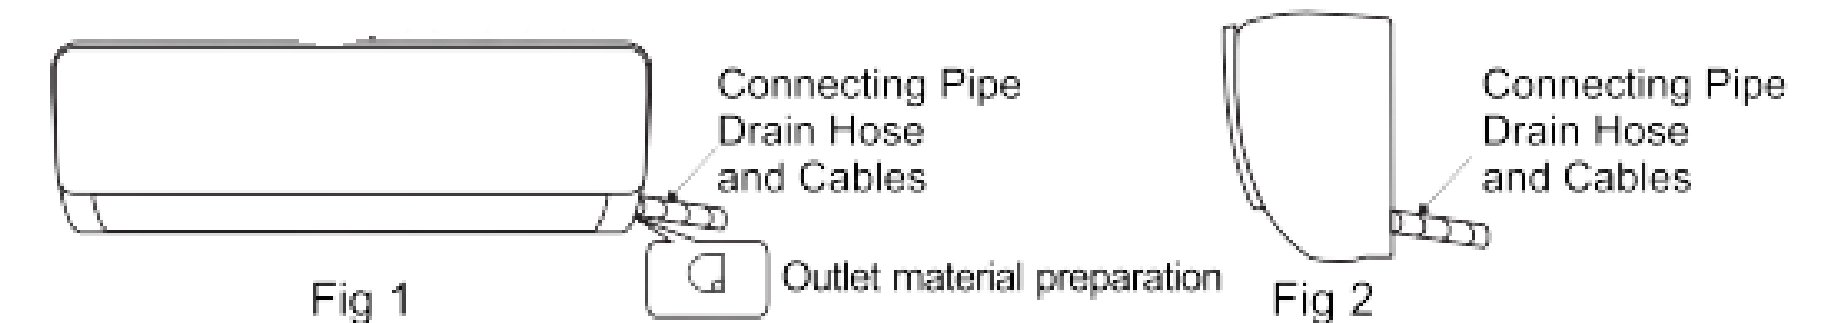 Connecting Pipe
Drain Hose
and Cables
Outlet material preparation
Fig 1
Connecting Pipe
Drain Hose
and Cables
Fig 2